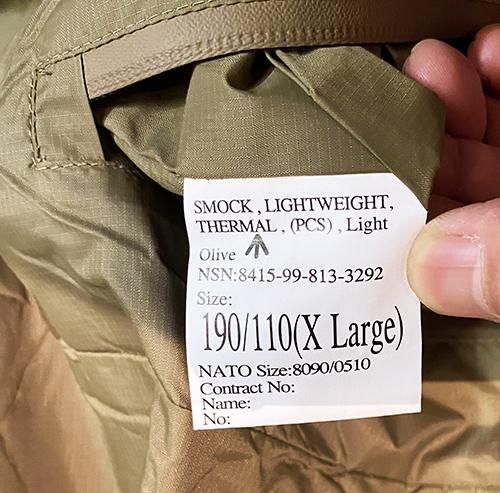 SMOCK , LIGHTWEIGHT,
THERMAL , (PCS) , Light
Olive
NSN:8415-99-813-3292
Size:
190/110(X Large)
NATO Size:8090/0510
Contract No:
Name:
No: